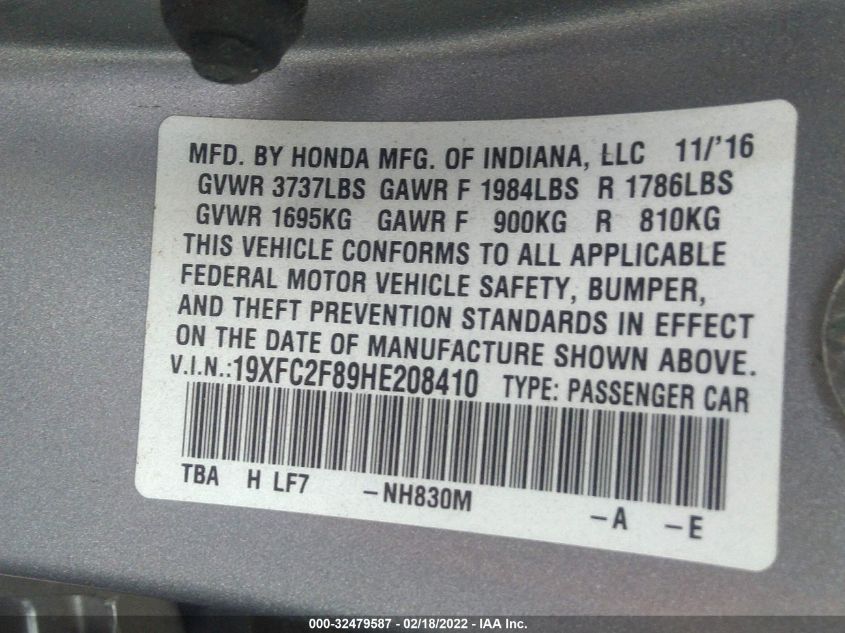 MFD. BY HONDA MFG. OF INDIANA, LLC 11/'16
GVWR 3737LBS GAWR F 1984LBS R 1786LBS
GVWR 1695KG GAWR F 900KG R 810KG
THIS VEHICLE CONFORMS TO ALL APPLICABLE
FEDERAL MOTOR VEHICLE SAFETY, BUMPER,
AND THEFT PREVENTION STANDARDS IN EFFECT
ON THE DATE OF MANUFACTURE SHOWN ABOVE.
V.I.N.:19XFC2F89HE208410 TYPE: PASSENGER CAR
TBA H LF7 -NH830M -A -E
000-32479587 - 02/18/2022 - IAA Inc.